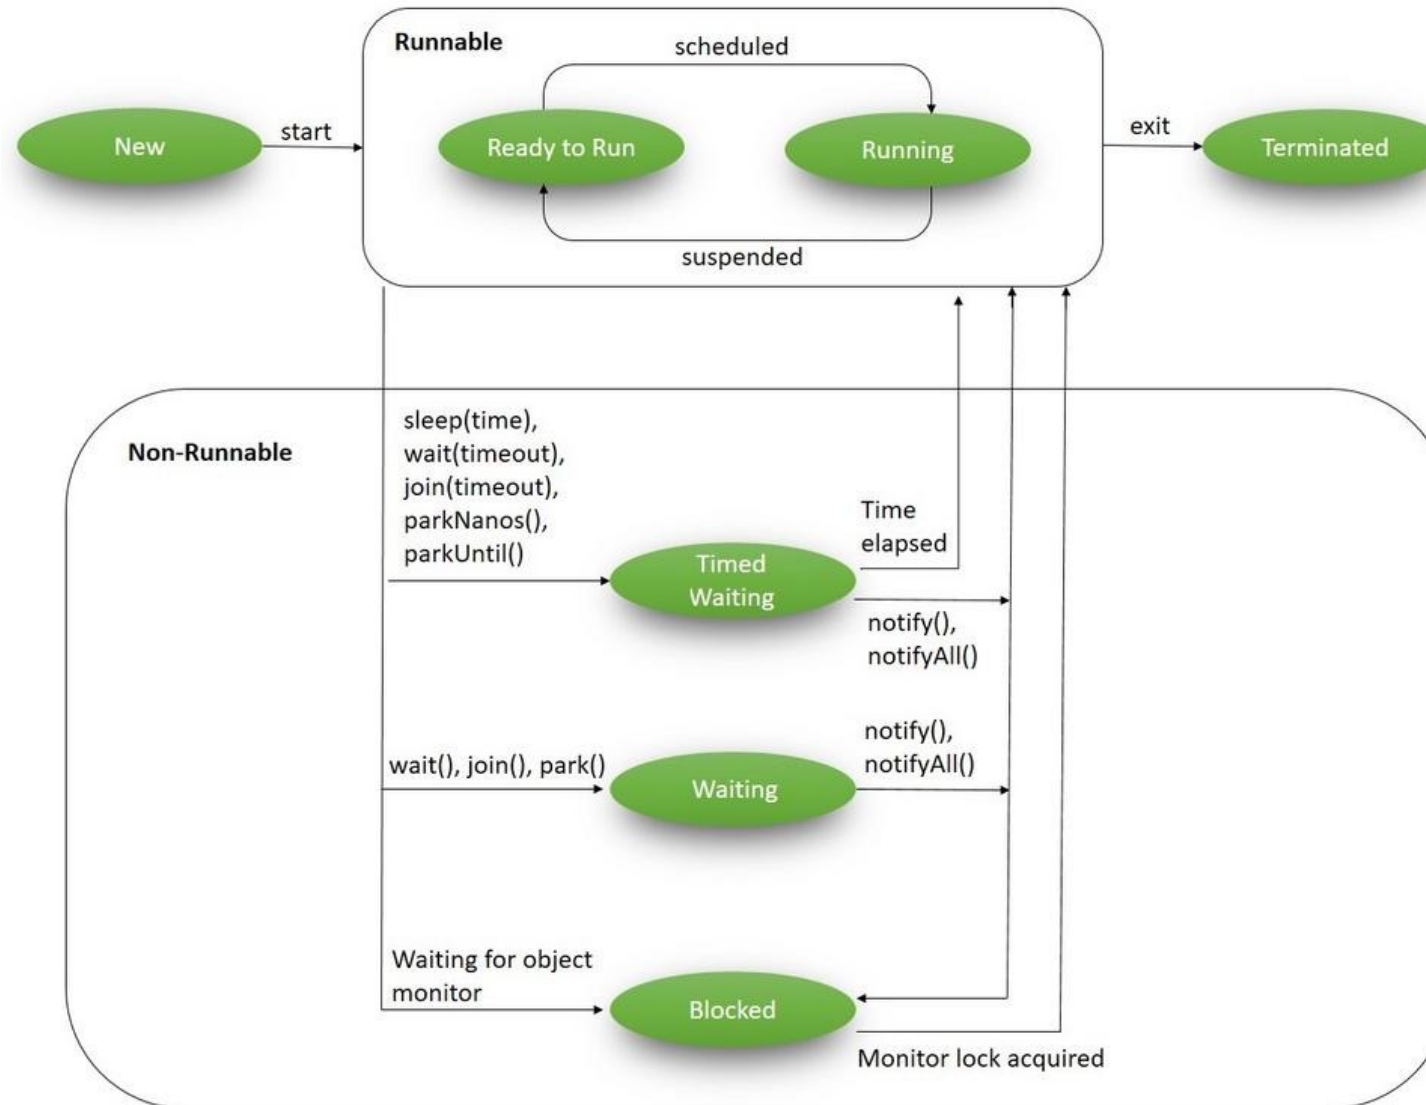 Runnable
scheduled
New
start
Ready to Run
Running
exit
Terminated
suspended
Non-Runnable
sleep(time),
wait(timeout),
join(timeout),
parkNanos(),
parkUntil()
Timed
Waiting
Time
elapsed
notify(),
notifyAll()
wait(), join(), park()
Waiting
notify(),
notifyAll()
Waiting for object
monitor
Blocked
Monitor lock acquired